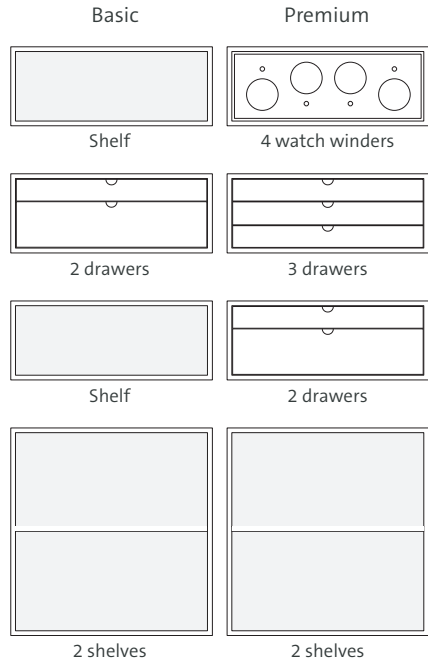 Basic Premium
Shelf 4 watch winders
2 drawers 3 drawers
Shelf 2 drawers
2 shelves 2 shelves